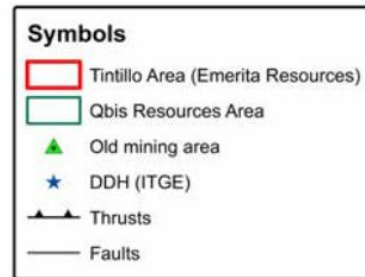 Symbols
Tintillo Area (Emerita Resources)
Qbis Resources Area
Old mining area
DDH (ITGE)
Thrusts
Faults